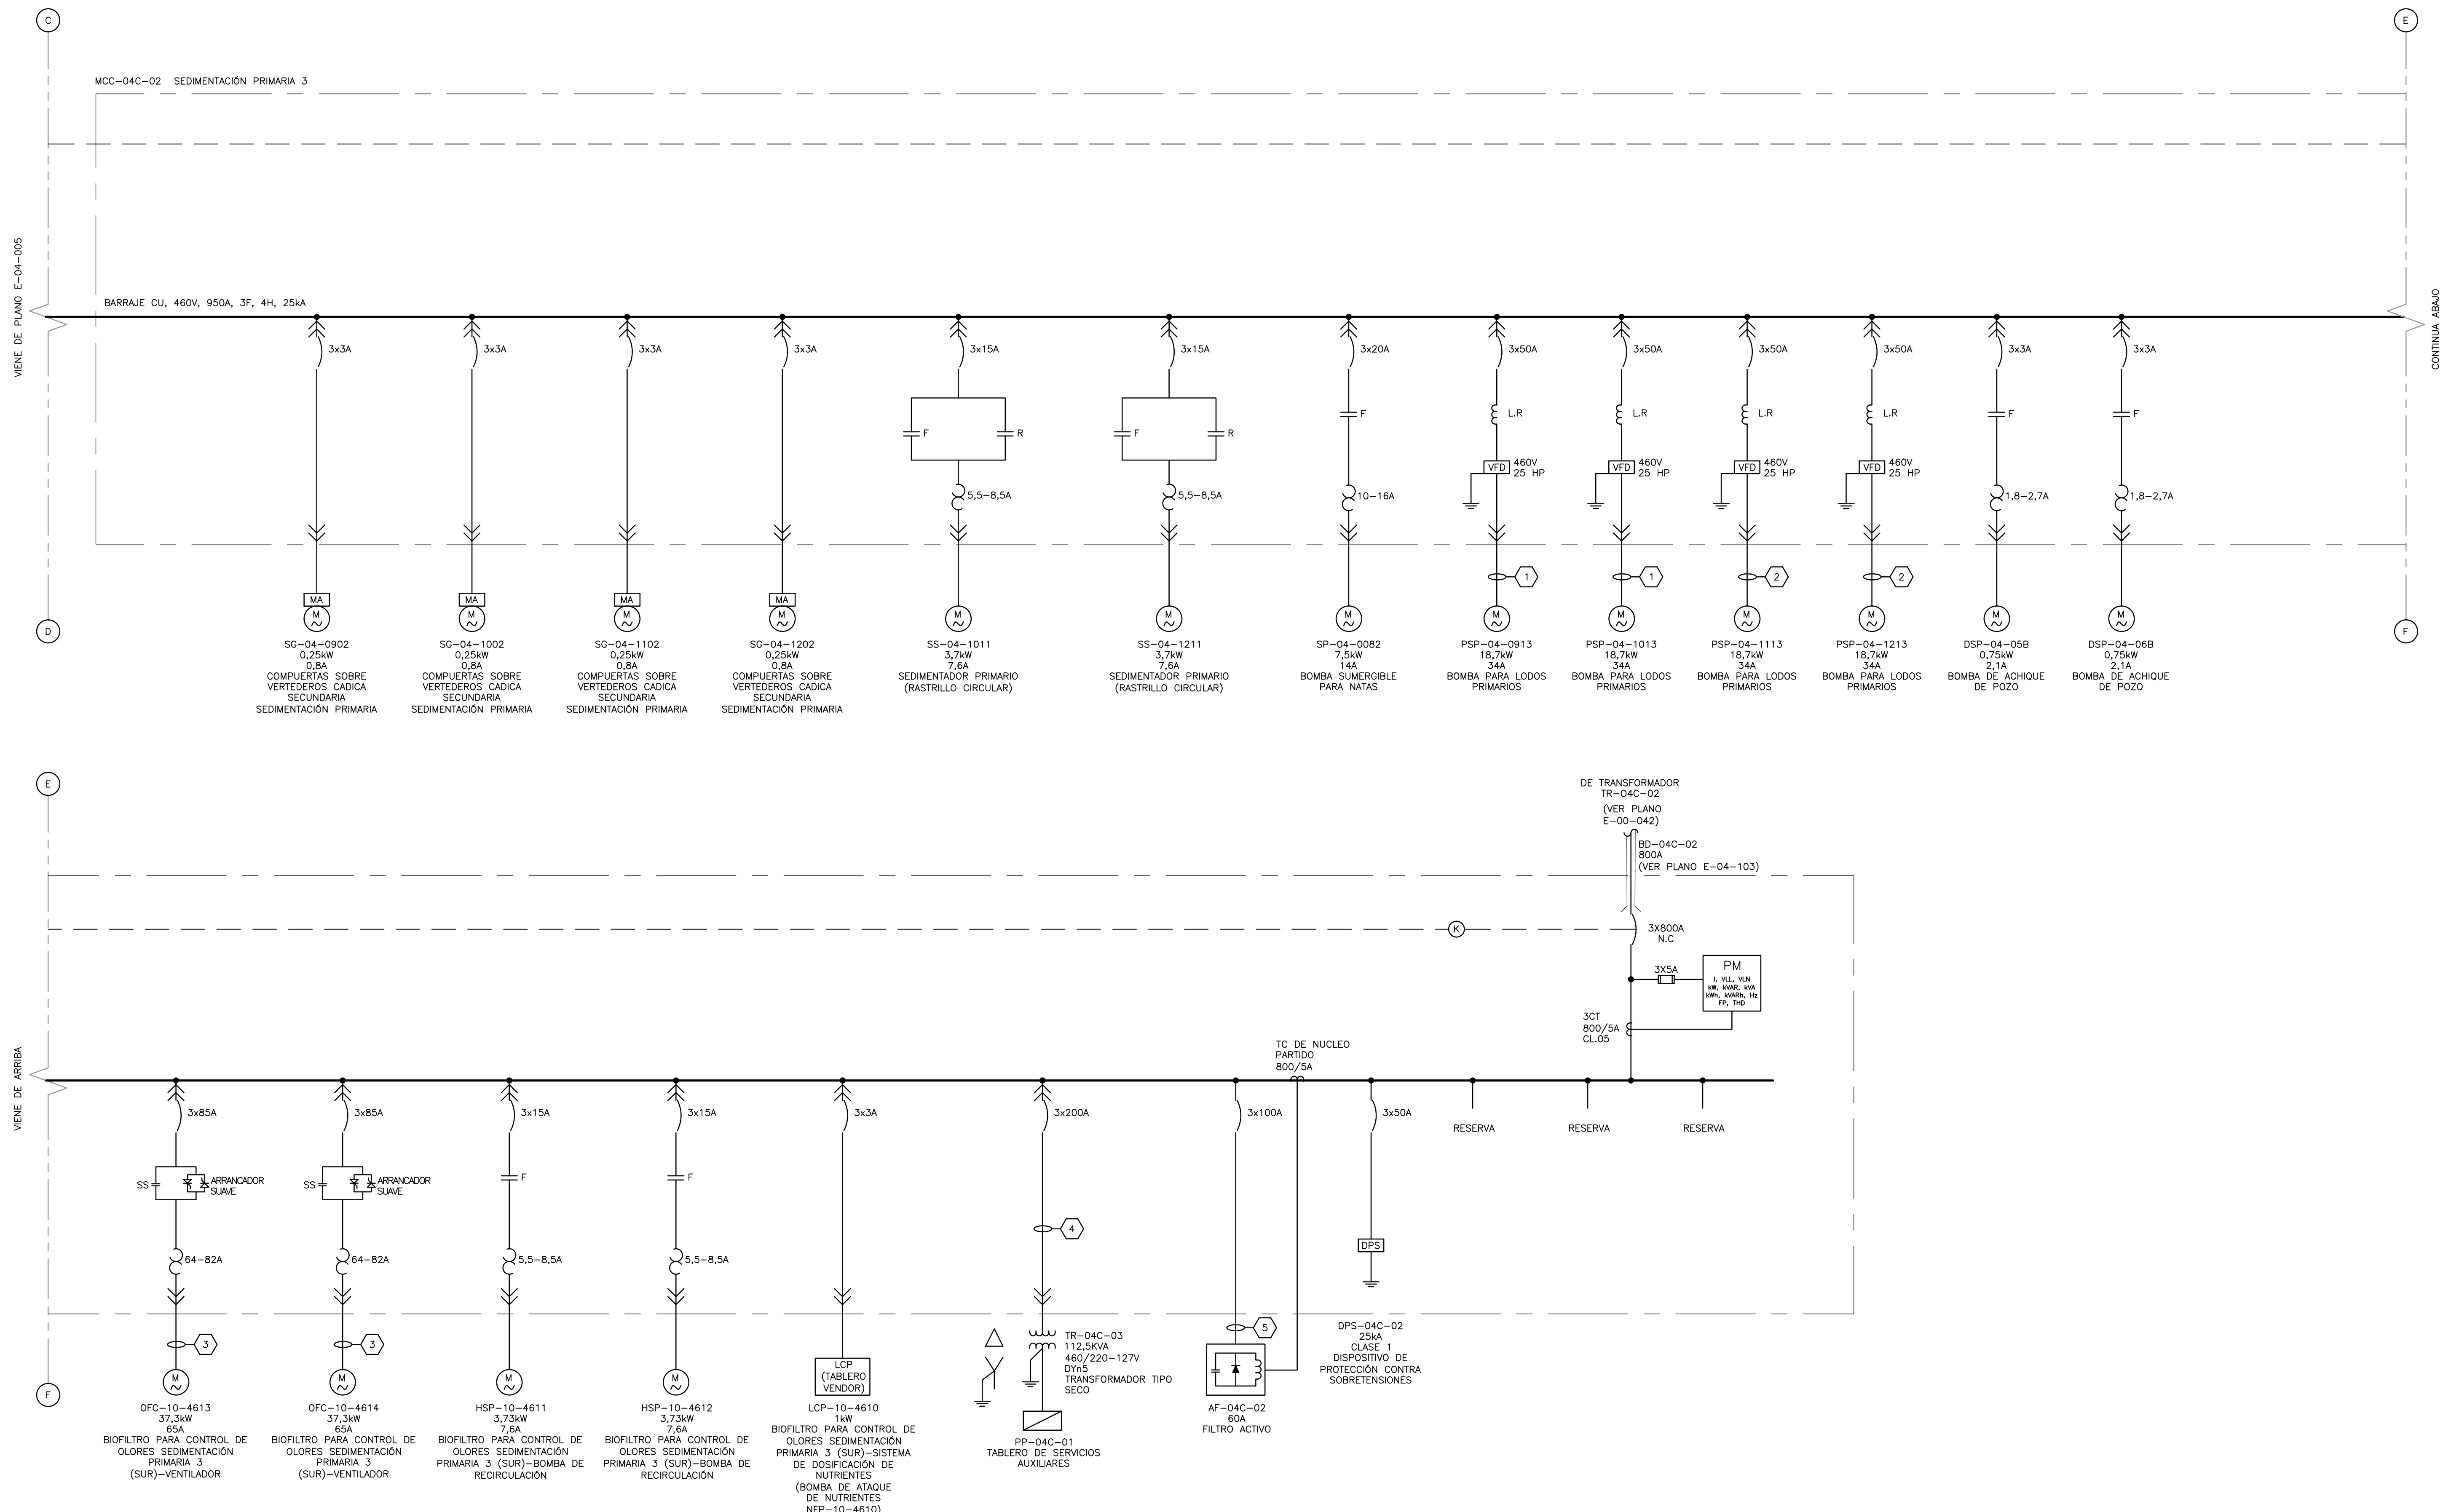 C
E
MCC-04C-02 SEDIMENTACIÓN PRIMARIA 3
VIENE DE PLANO E-04-005
CONTINUA ABAJO
BARRAJE CU, 460V, 950A, 3F, 4H, 25kA
3x3A
3x3A
3x3A
3x3A
3x15A
3x15A
3x20A
3x50A
3x50A
3x50A
3x50A
3x3A
3x3A
F
R
F
R
F
L.R
L.R
L.R
L.R
F
F
VFD
460V
25 HP
VFD
460V
25 HP
VFD
460V
25 HP
VFD
460V
25 HP
5,5-8,5A
5,5-8,5A
10-16A
1,8-2,7A
1,8-2,7A
1
1
2
2
MA
MA
MA
MA
M
M
M
M
M
M
M
M
M
M
M
M
M
D
F
SG-04-0902
0,25kW
0,8A
COMPUERTAS SOBRE
VERTEDEROS CADICA
SECUNDARIA
SEDIMENTACIÓN PRIMARIA
SG-04-1002
0,25kW
0,8A
COMPUERTAS SOBRE
VERTEDEROS CADICA
SECUNDARIA
SEDIMENTACIÓN PRIMARIA
SG-04-1102
0,25kW
0,8A
COMPUERTAS SOBRE
VERTEDEROS CADICA
SECUNDARIA
SEDIMENTACIÓN PRIMARIA
SG-04-1202
0,25kW
0,8A
COMPUERTAS SOBRE
VERTEDEROS CADICA
SECUNDARIA
SEDIMENTACIÓN PRIMARIA
SS-04-1011
3,7kW
7,6A
SEDIMENTADOR PRIMARIO
(RASTRILLO CIRCULAR)
SS-04-1211
3,7kW
7,6A
SEDIMENTADOR PRIMARIO
(RASTRILLO CIRCULAR)
SP-04-0082
7,5kW
14A
BOMBA SUMERGIBLE
PARA NATAS
PSP-04-0913
18,7kW
34A
BOMBA PARA LODOS
PRIMARIOS
PSP-04-1013
18,7kW
34A
BOMBA PARA LODOS
PRIMARIOS
PSP-04-1113
18,7kW
34A
BOMBA PARA LODOS
PRIMARIOS
PSP-04-1213
18,7kW
34A
BOMBA PARA LODOS
PRIMARIOS
DSP-04-05B
0,75kW
2,1A
BOMBA DE ACHIQUE
DE POZO
DSP-04-06B
0,75kW
2,1A
BOMBA DE ACHIQUE
DE POZO
E
DE TRANSFORMADOR
TR-04C-02
(VER PLANO
E-00-042)
BD-04C-02
800A
(VER PLANO E-04-103)
K
3X800A
N.C
3X5A
PM
I, VLL, VLN
kW, kVAR, kVA
kWh, kVARh, Hz
FP, THD
3CT
800/5A
CL.05
TC DE NUCLEO
PARTIDO
800/5A
VIENE DE ARRIBA
3x85A
3x85A
3x15A
3x15A
3x3A
3x200A
3x100A
3x50A
RESERVA
RESERVA
RESERVA
SS
ARRANCADOR
SUAVE
SS
ARRANCADOR
SUAVE
F
F
4
64-82A
64-82A
5,5-8,5A
5,5-8,5A
DPS
3
3
5
M
M
M
M
F
LCP
(TABLERO
VENDOR)
TR-04C-03
112,5KVA
460/220-127V
DYn5
TRANSFORMADOR TIPO
SECO
DPS-04C-02
25kA
CLASE 1
DISPOSITIVO DE
PROTECCIÓN CONTRA
SOBRETENSIONES
OFC-10-4613
37,3kW
65A
BIOFILTRO PARA CONTROL DE
OLORES SEDIMENTACIÓN
PRIMARIA 3
(SUR)-VENTILADOR
OFC-10-4614
37,3kW
65A
BIOFILTRO PARA CONTROL DE
OLORES SEDIMENTACIÓN
PRIMARIA 3
(SUR)-VENTILADOR
HSP-10-4611
3,73kW
7,6A
BIOFILTRO PARA CONTROL DE
OLORES SEDIMENTACIÓN
PRIMARIA 3 (SUR)-BOMBA DE
RECIRCULACIÓN
HSP-10-4612
3,73kW
7,6A
BIOFILTRO PARA CONTROL DE
OLORES SEDIMENTACIÓN
PRIMARIA 3 (SUR)-BOMBA DE
RECIRCULACIÓN
LCP-10-4610
1kW
BIOFILTRO PARA CONTROL DE
OLORES SEDIMENTACIÓN
PRIMARIA 3 (SUR)-SISTEMA
DE DOSIFICACIÓN DE
NUTRIENTES
(BOMBA DE ATAQUE
DE NUTRIENTES
NFP-10-4610)
PP-04C-01
TABLERO DE SERVICIOS
AUXILIARES
AF-04C-02
60A
FILTRO ACTIVO